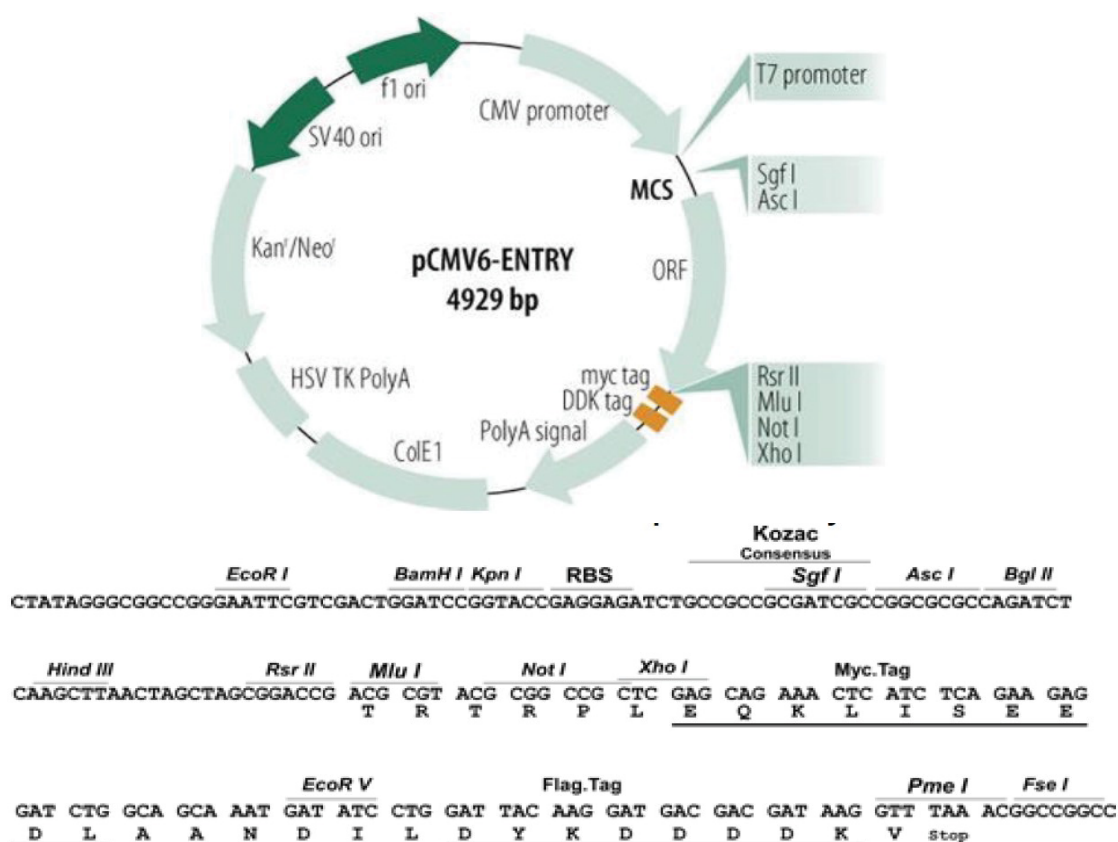 f1 ori
SV40 ori
CMV promoter
T7 promoter
MCS
Sgf I
Asc I
Kanr/Neor
pCMV6-ENTRY
4929 bp
ORF
HSV TK PolyA
myc tag
DDK tag
PolyA signal
ColE1
Rsr II
Mlu I
Not I
Xho I
Kozac
Consensus
EcoR I BamH I Kpn I RBS Sgf I Asc I Bgl II
CTATAGGGCGGCCGGGAATTCGTCGACTGGATCCGGTACCGAGGAGATCTGCCGCCGCGATCGCCGGCGCGCCAGATCT
Hind III Rsr II Mlu I Not I Xho I Myc.Tag
CAAGCTTAACTAGCTAGCGGACCG ACG CGT ACG CGG CCG CTC GAG CAG AAA CTC ATC TCA GAA GAG
T R T R P L E Q K L I S E E
EcoR V Flag.Tag Pme I Fse I
GAT CTG GCA GCA AAT GAT ATC CTG GAT TAC AAG GAT GAC GAC GAT AAG GTT TAA ACGGCCGGCC
D L A A N D I L D Y K D D D D K V Stop